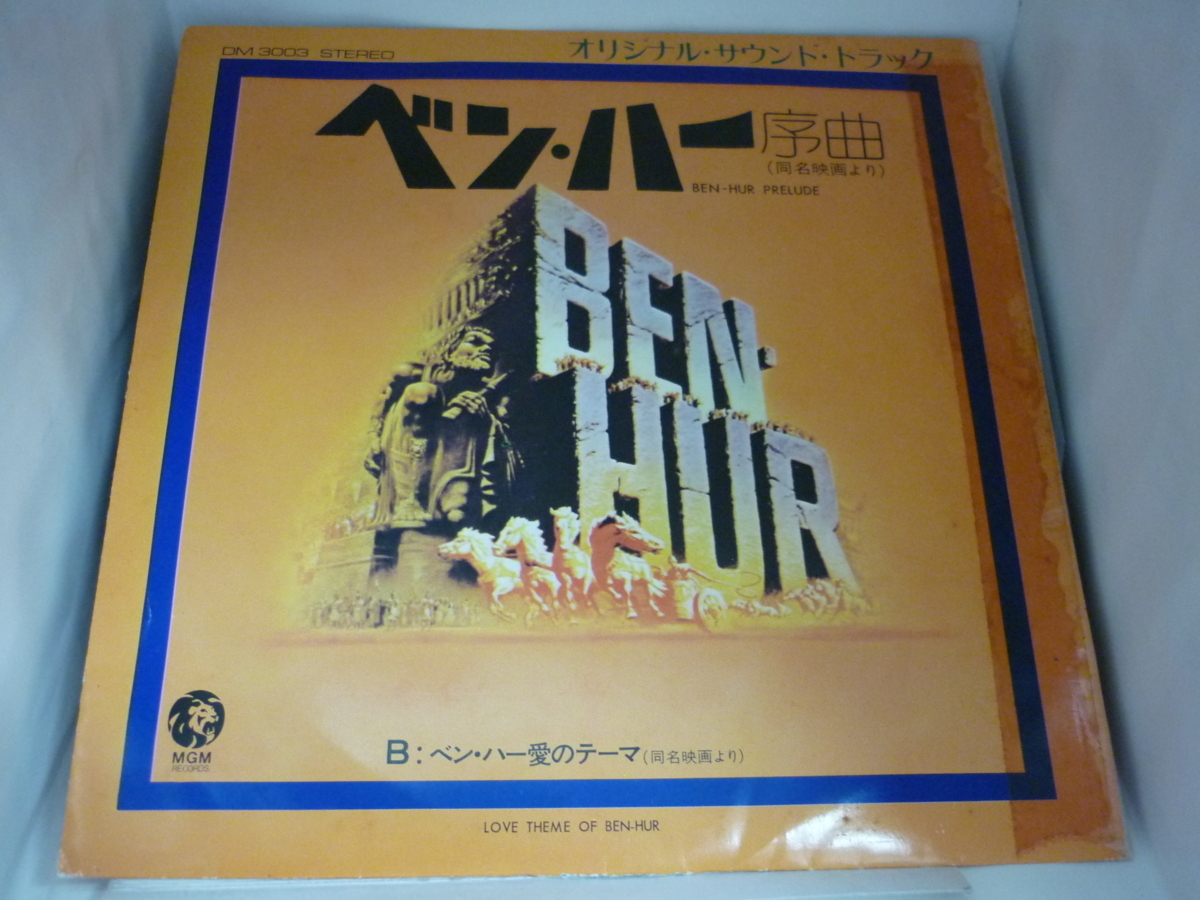 DM 3003 STEREO
オリジナル・サウンド・トラック
ベン・ハー序曲
(同名映画より)
BEN-HUR PRELUDE
BEN-
HUR
MGM
RECORDS
B:ベン・ハー愛のテーマ(同名映画より)
LOVE THEME OF BEN-HUR